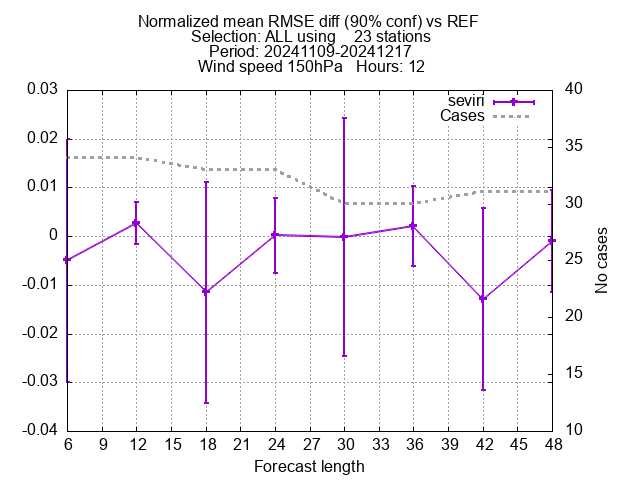 Normalized mean RMSE diff (90% conf) vs REF
Selection: ALL using 23 stations
Period: 20241109-20241217
Wind speed 150hPa Hours: 12
seviri
Cases
0.03
0.02
0.01
0
-0.01
-0.02
-0.03
-0.04
40
35
30
25
20
15
10
No cases
6 9 12 15 18 21 24 27 30 33 36 39 42 45 48
Forecast length